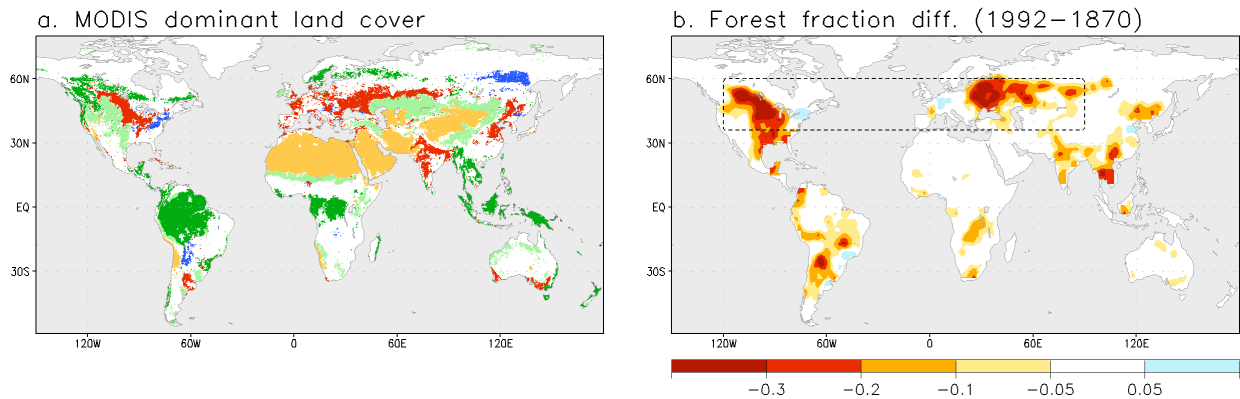 a. MODIS dominant land cover
60N
30N
EQ
30S
120W 60W 0 60E 120E
b. Forest fraction diff. (1992−1870)
60N
30N
EQ
30S
120W 60W 0 60E 120E
−0.3 −0.2 −0.1 −0.05 0.05